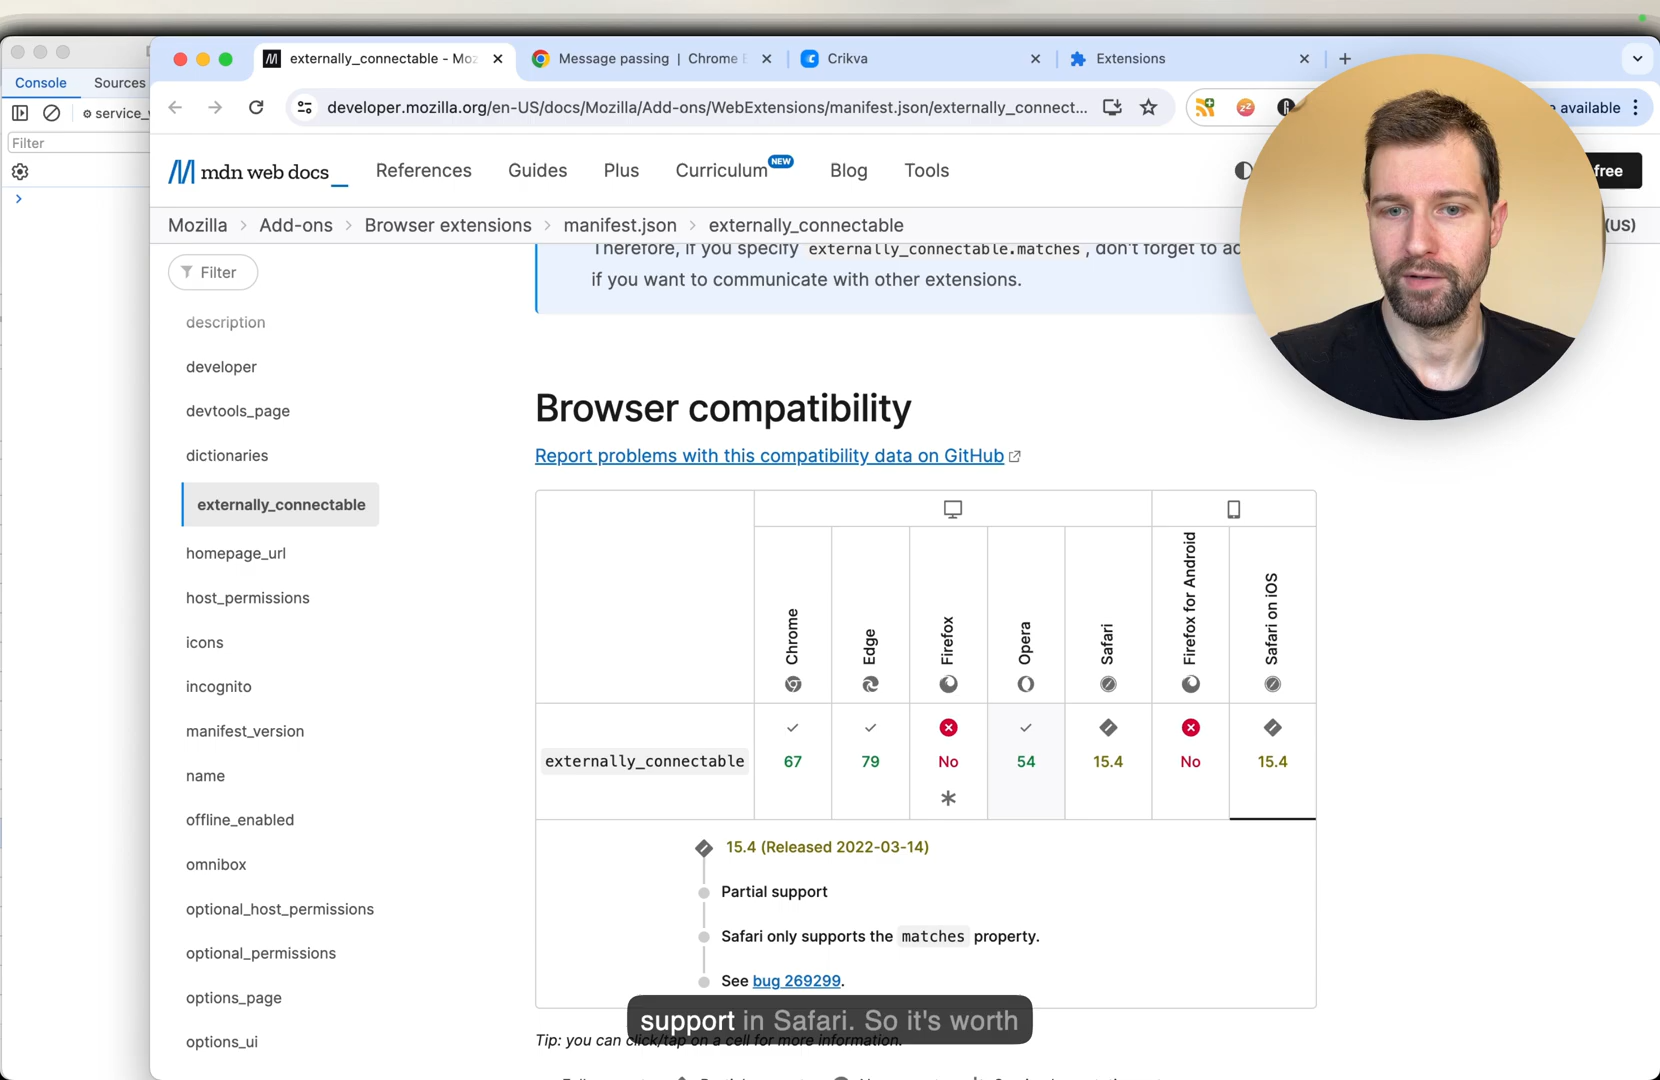 externally_connectable - Moz
Message passing | Chrome E
Crikva
Extensions
Console
Sources
developer.mozilla.org/en-US/docs/Mozilla/Add-ons/WebExtensions/manifest.json/externally_connect...
available
service_
Filter
mdn web docs_
References
Guides
Plus
Curriculum NEW
Blog
Tools
free
Mozilla > Add-ons > Browser extensions > manifest.json > externally_connectable
(US)
Filter
description
developer
devtools_page
dictionaries
externally_connectable
homepage_url
host_permissions
icons
incognito
manifest_version
name
offline_enabled
omnibox
optional_host_permissions
optional_permissions
options_page
options_ui
Therefore, if you specify externally_connectable.matches , don't forget to ad
if you want to communicate with other extensions.
Browser compatibility
Report problems with this compatibility data on GitHub
Chrome
Edge
Firefox
Opera
Safari
Firefox for Android
Safari on iOS
externally_connectable
67
79
No
54
15.4
No
15.4
15.4 (Released 2022-03-14)
Partial support
Safari only supports the matches property.
See bug 269299.
support in Safari. So it's worth
Tip: you can click/tap on a cell for more information.